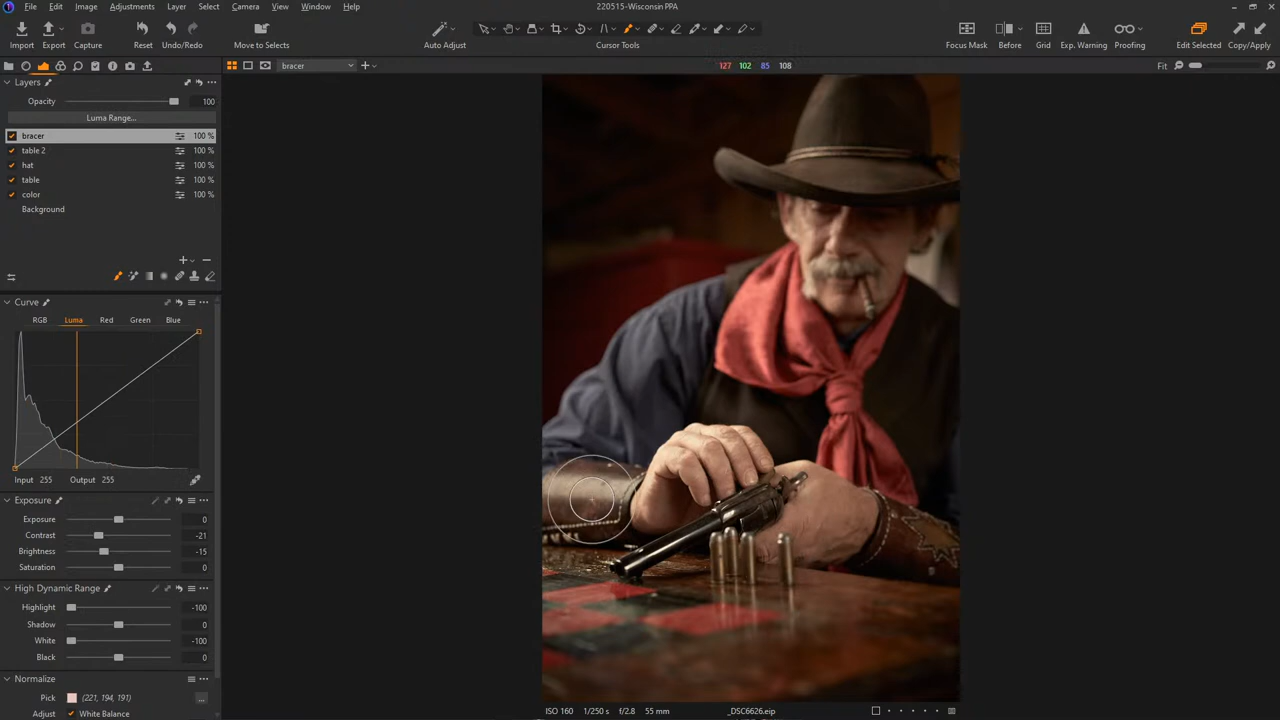 File Edit Image Adjustments Layer Select Camera View Window Help
220515-Wisconsin PPA
Import Export Capture Reset Undo/Redo Move to Selects Auto Adjust Cursor Tools Focus Mask Before Grid Exp. Warning Proofing Edit Selected Copy/Apply
bracer 127 102 85 108 Fit
Layers
Opacity 100
Luma Range...
bracer 100 %
table 2 100 %
hat 100 %
table 100 %
color 100 %
Background
Curve
RGB Luma Red Green Blue
Input 255 Output 255
Exposure
Exposure 0
Contrast -21
Brightness -15
Saturation 0
High Dynamic Range
Highlight -100
Shadow 0
White -100
Black 0
Normalize
Pick (221, 194, 191) ...
Adjust White Balance
ISO 160 1/250 s f/2.8 55 mm _DSC6626.eip